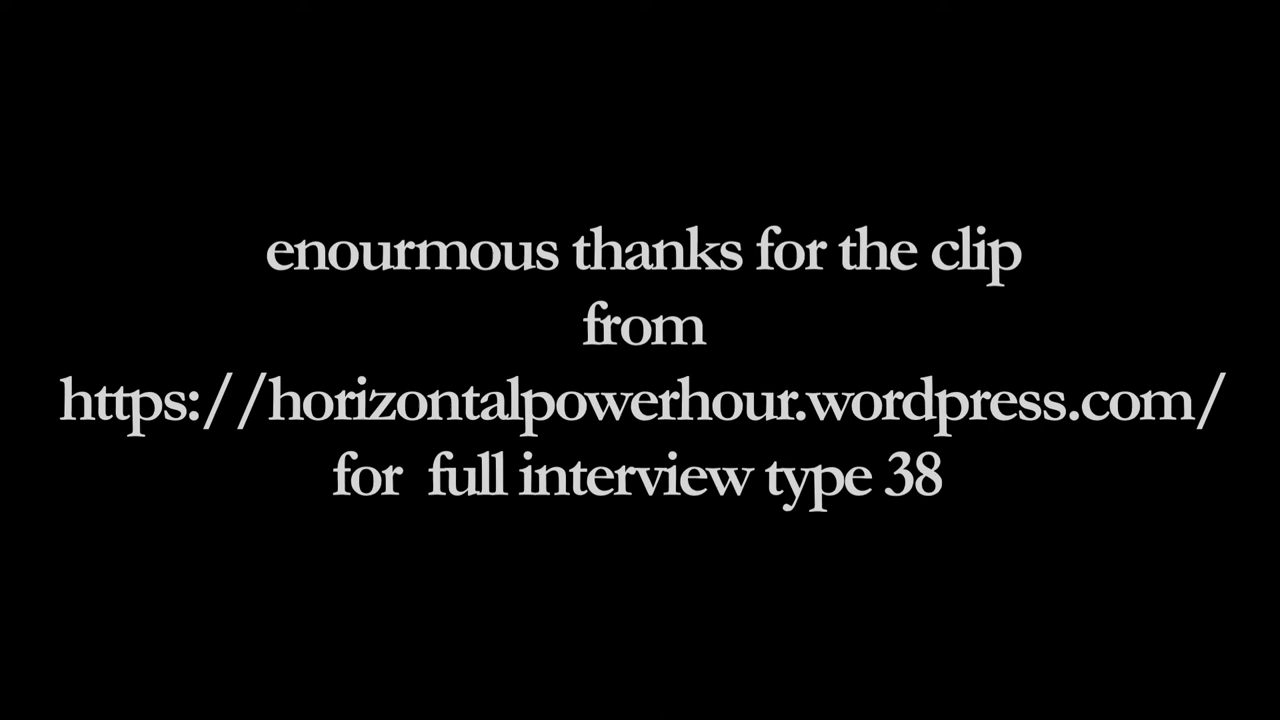 enourmous thanks for the clip
from
https://horizontalpowerhour.wordpress.com/
for  full interview type 38